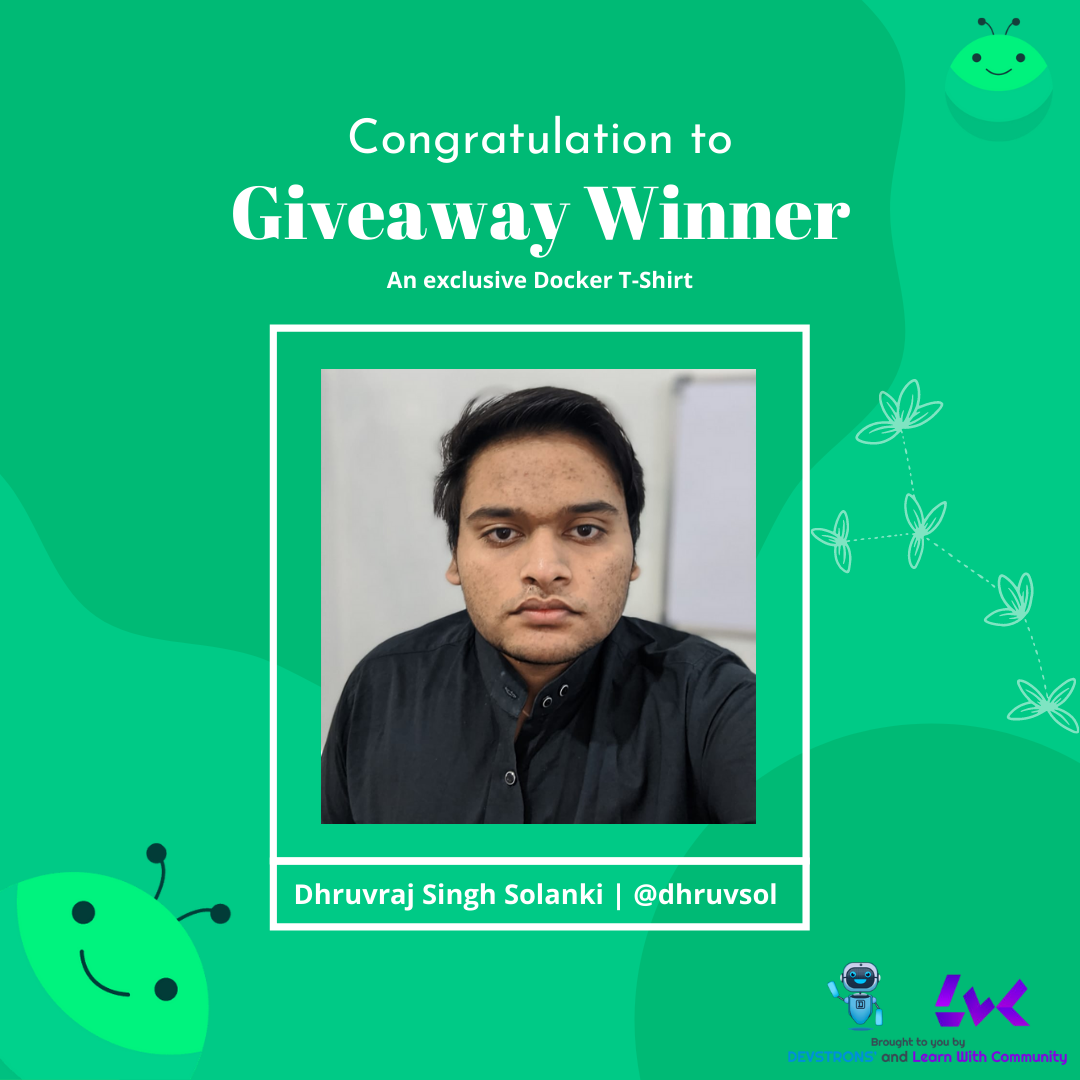 Congratulation to
Giveaway Winner
An exclusive Docker T-Shirt
Dhruvraj Singh Solanki | @dhruvsol
Brought to you by
DEVSTRONS' and Learn With Community